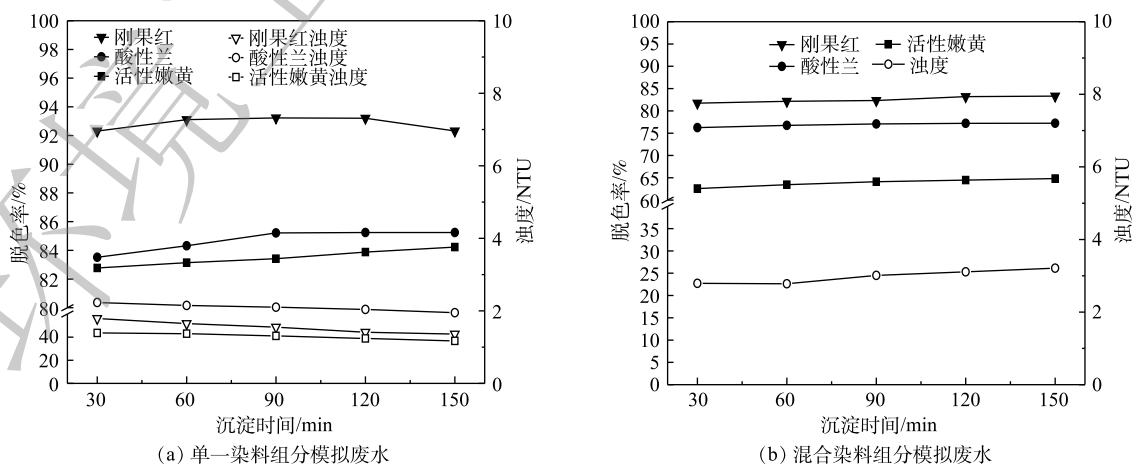 100
98
96
94
92
90
88
86
84
82
80
40
20
0
脱色率/%
刚果红
酸性兰
活性嫩黄
刚果红浊度
酸性兰浊度
活性嫩黄浊度
10
8
6
4
2
0
浊度/NTU
30 60 90 120 150
沉淀时间/min
(a) 单一染料组分模拟废水
100
95
90
85
80
75
70
65
60
35
30
25
20
15
10
5
0
脱色率/%
刚果红 活性嫩黄
酸性兰 浊度
10
8
6
4
2
0
浊度/NTU
30 60 90 120 150
沉淀时间/min
(b) 混合染料组分模拟废水
环境